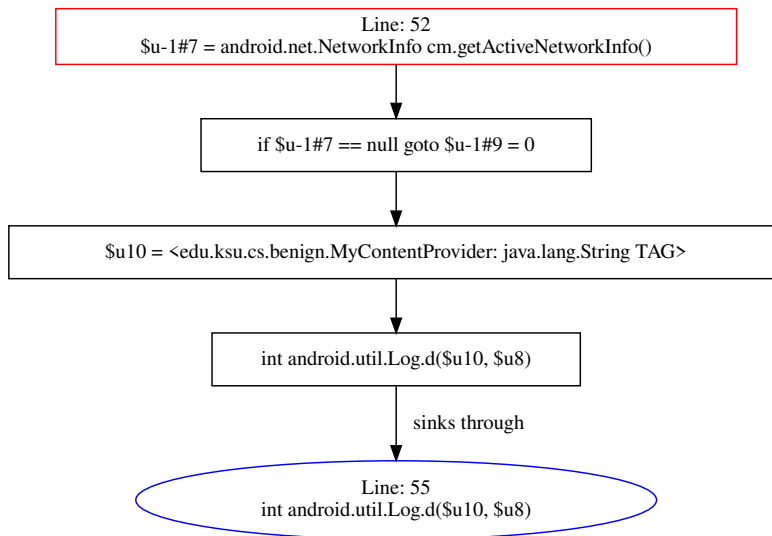 Line: 52
$u-1#7 = android.net.NetworkInfo cm.getActiveNetworkInfo()
if $u-1#7 == null goto $u-1#9 = 0
$u10 = <edu.ksu.cs.benign.MyContentProvider: java.lang.String TAG>
int android.util.Log.d($u10, $u8)
sinks through
Line: 55
int android.util.Log.d($u10, $u8)